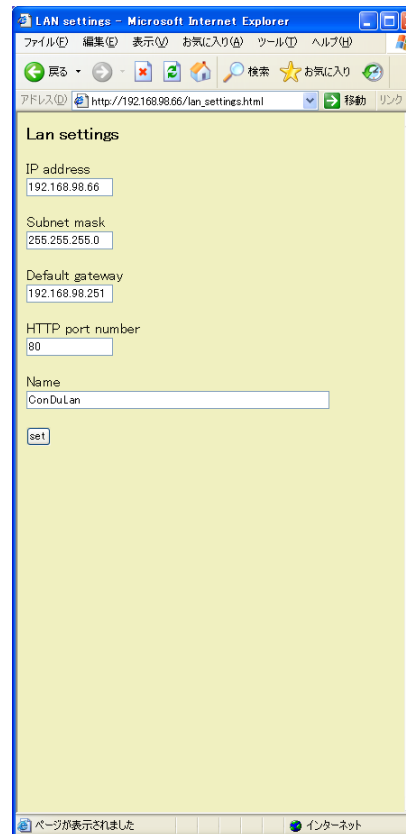 LAN settings - Microsoft Internet Explorer
ファイル(F) 編集(E) 表示(V) お気に入り(A) ツール(T) ヘルプ(H)
戻る 検索 お気に入り
アドレス(D) http://192.168.98.66/lan_settings.html 移動 リンク
Lan settings
IP address
192.168.98.66
Subnet mask
255.255.255.0
Default gateway
192.168.98.251
HTTP port number
80
Name
ConDuLan
set
ページが表示されました インターネット